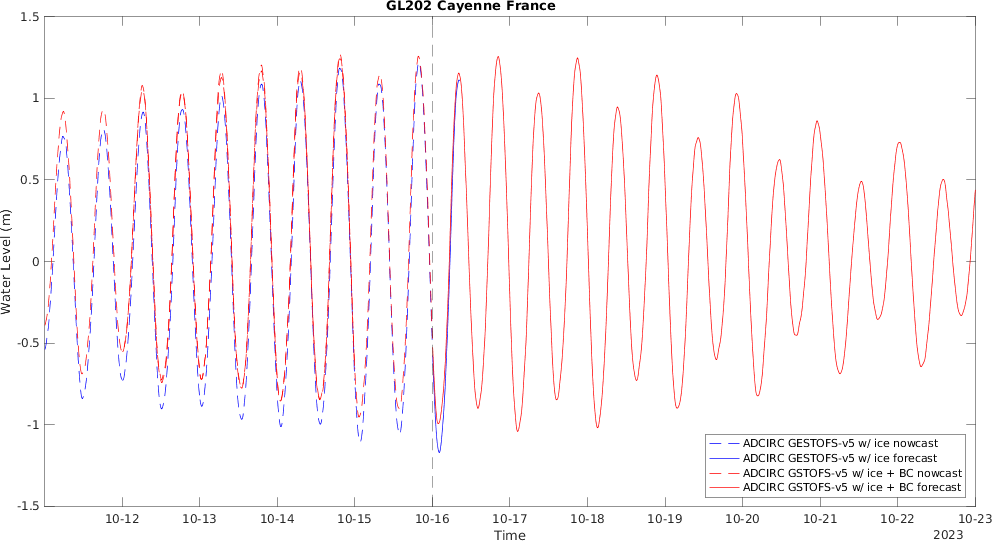 GL202 Cayenne France
1.5
1
0.5
0
-0.5
-1
-1.5
Water Level (m)
10-12 10-13 10-14 10-15 10-16 10-17 10-18 10-19 10-20 10-21 10-22 10-23
Time
2023
ADCIRC GESTOFS-v5 w/ ice nowcast
ADCIRC GESTOFS-v5 w/ ice forecast
ADCIRC GSTOFS-v5 w/ ice + BC nowcast
ADCIRC GSTOFS-v5 w/ ice + BC forecast